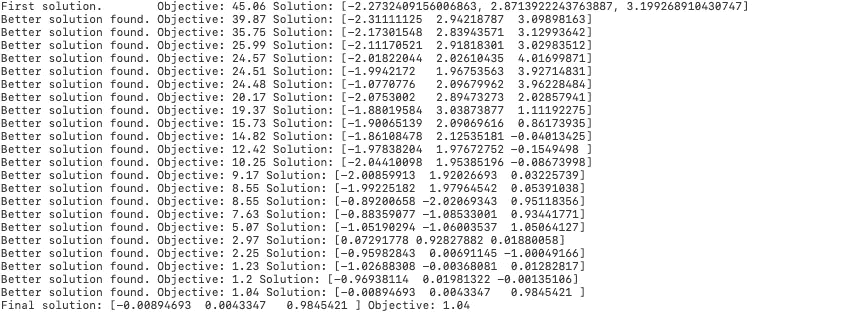 First solution. Objective: 45.06 Solution: [-2.2732409156006863, 2.8713922243763887, 3.199268910430747]
Better solution found. Objective: 39.87 Solution: [-2.31111125 2.94218787 3.09898163]
Better solution found. Objective: 35.75 Solution: [-2.17301548 2.83943571 3.12993642]
Better solution found. Objective: 25.99 Solution: [-2.11170521 2.91818301 3.02983512]
Better solution found. Objective: 24.57 Solution: [-2.01822044 2.02610435 4.01699871]
Better solution found. Objective: 24.51 Solution: [-1.9942172 1.96753563 3.92714831]
Better solution found. Objective: 24.48 Solution: [-1.0770776 2.09679962 3.96228484]
Better solution found. Objective: 20.17 Solution: [-2.0753002 2.89473273 2.02857941]
Better solution found. Objective: 19.37 Solution: [-1.88019584 3.03873877 1.11192275]
Better solution found. Objective: 15.73 Solution: [-1.90065139 2.09069616 0.86173935]
Better solution found. Objective: 14.82 Solution: [-1.86108478 2.12535181 -0.04013425]
Better solution found. Objective: 12.42 Solution: [-1.97838204 1.97672752 -0.1549498 ]
Better solution found. Objective: 10.25 Solution: [-2.04410098 1.95385196 -0.08673998]
Better solution found. Objective: 9.17 Solution: [-2.00859913 1.92026693 0.03225739]
Better solution found. Objective: 8.55 Solution: [-1.99225182 1.97964542 0.05391038]
Better solution found. Objective: 8.55 Solution: [-0.89200658 -2.02069343 0.95118356]
Better solution found. Objective: 7.63 Solution: [-0.88359077 -1.08533001 0.93441771]
Better solution found. Objective: 5.07 Solution: [-1.05190294 -1.06003537 1.05064127]
Better solution found. Objective: 2.97 Solution: [0.07291778 0.92827882 0.01880058]
Better solution found. Objective: 2.25 Solution: [-0.95982843 0.00691145 -1.00049166]
Better solution found. Objective: 1.23 Solution: [-1.02688308 -0.00368081 0.01282817]
Better solution found. Objective: 1.2 Solution: [-0.96938114 0.01981322 -0.00135106]
Better solution found. Objective: 1.04 Solution: [-0.00894693 0.0043347 0.9845421 ]
Final solution: [-0.00894693 0.0043347 0.9845421 ] Objective: 1.04